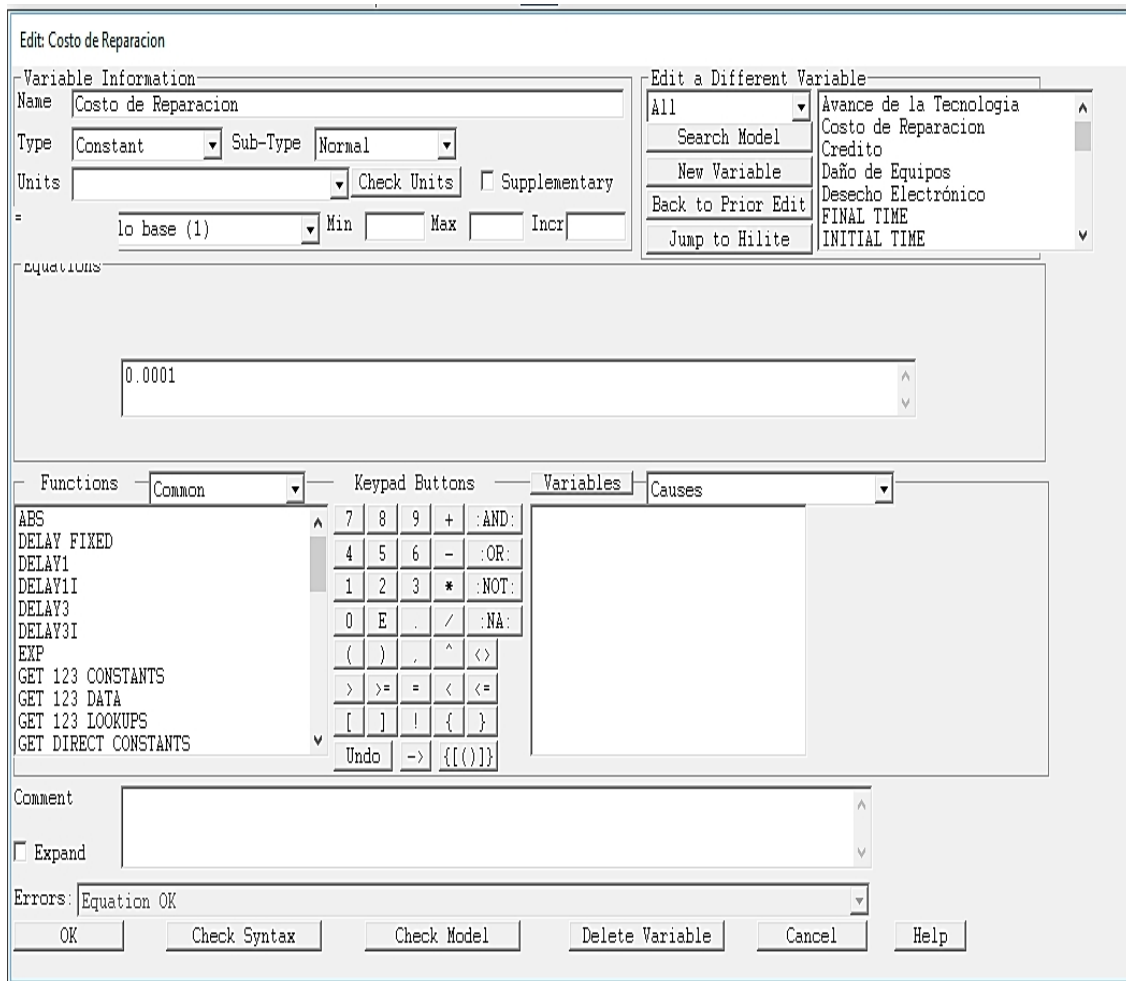 Edit: Costo de Reparacion
Variable Information
Name Costo de Reparacion
Type Constant Sub-Type Normal
Units Check Units Supplementary
= lo base (1) Min Max Incr
Edit a Different Variable
All
Search Model
New Variable
Back to Prior Edit
Jump to Hilite
Avance de la Tecnologia
Costo de Reparacion
Credito
Daño de Equipos
Desecho Electrónico
FINAL TIME
INITIAL TIME
Equations
0.0001
Functions Common
ABS
DELAY FIXED
DELAY1
DELAY1I
DELAY3
DELAY3I
EXP
GET 123 CONSTANTS
GET 123 DATA
GET 123 LOOKUPS
GET DIRECT CONSTANTS
Keypad Buttons
7 8 9 + :AND:
4 5 6 - :OR:
1 2 3 * :NOT:
0 E . / :NA:
( ) , ^ <>
> >= = < <=
[ ] ! { }
Undo -> {[()]}
Variables Causes
Comment
Expand
Errors: Equation OK
OK Check Syntax Check Model Delete Variable Cancel Help